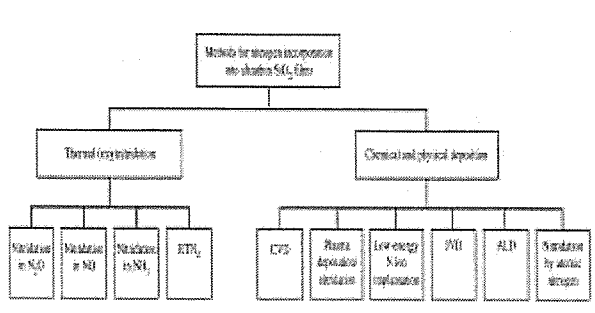 Methods for nitrogen incorporation
into ultrathin SiO₂ films
Thermal (oxy)nitridation
Chemical and physical deposition
Nitridation
in N₂O
Nitridation
in NO
Nitridation
in NH₃
RTN₂
CVD
Plasma
deposition/
nitridation
Low-energy
N ion
implantation
JVD
ALD
Nitridation
by atomic
nitrogen